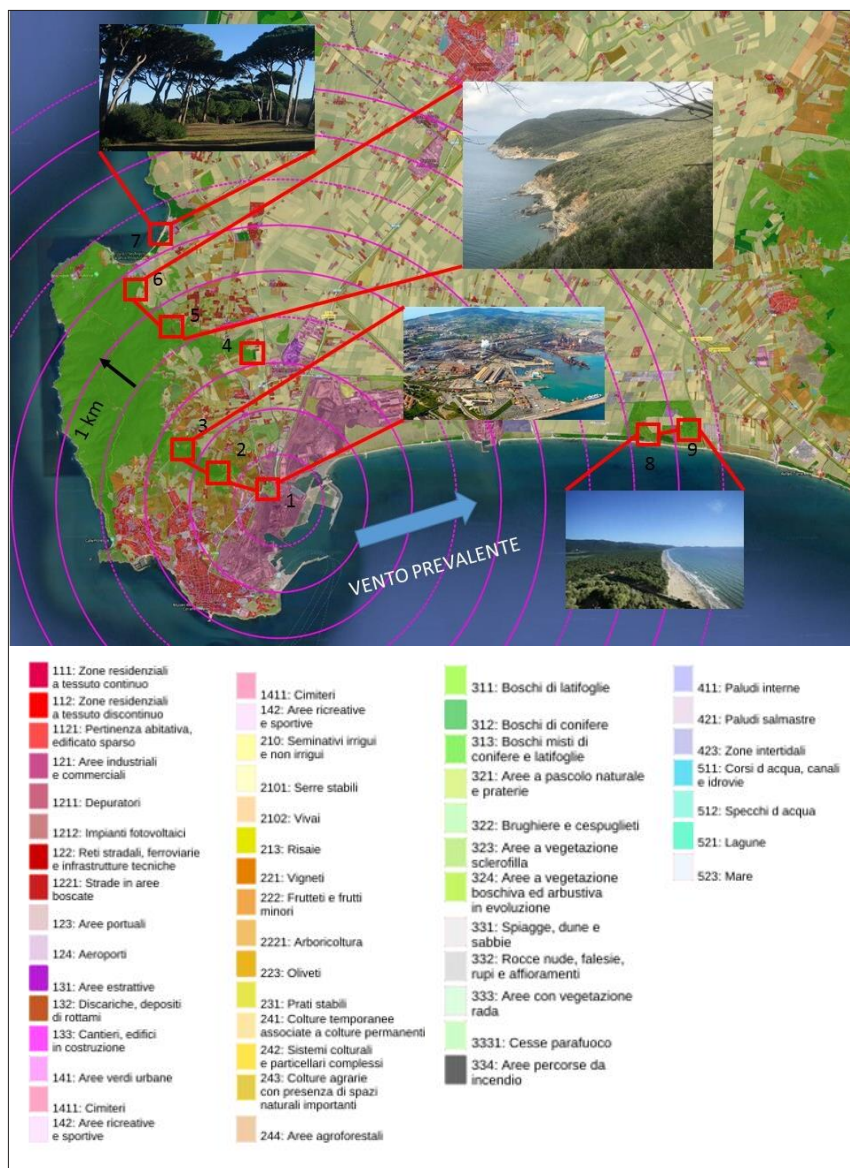 7
6
5
4
1 km
3
2
1
8
9
VENTO PREVALENTE
111: Zone residenziali
a tessuto continuo
112: Zone residenziali
a tessuto discontinuo
1121: Pertinenza abitativa,
edificato sparso
121: Aree industriali
e commerciali
1211: Depuratori
1212: Impianti fotovoltaici
122: Reti stradali, ferroviarie
e infrastrutture tecniche
1221: Strade in aree
boscate
123: Aree portuali
124: Aeroporti
131: Aree estrattive
132: Discariche, depositi
di rottami
133: Cantieri, edifici
in costruzione
141: Aree verdi urbane
1411: Cimiteri
142: Aree ricreative
e sportive
1411: Cimiteri
142: Aree ricreative
e sportive
210: Seminativi irrigui
e non irrigui
2101: Serre stabili
2102: Vivai
213: Risaie
221: Vigneti
222: Frutteti e frutti
minori
2221: Arboricoltura
223: Oliveti
231: Prati stabili
241: Colture temporanee
associate a colture permanenti
242: Sistemi colturali
e particellari complessi
243: Colture agrarie
con presenza di spazi
naturali importanti
244: Aree agroforestali
311: Boschi di latifoglie
312: Boschi di conifere
313: Boschi misti di
conifere e latifoglie
321: Aree a pascolo naturale
e praterie
322: Brughiere e cespuglieti
323: Aree a vegetazione
sclerofilla
324: Aree a vegetazione
boschiva ed arbustiva
in evoluzione
331: Spiagge, dune e
sabbie
332: Rocce nude, falesie,
rupi e affioramenti
333: Aree con vegetazione
rada
3331: Cesse parafuoco
334: Aree percorse da
incendio
411: Paludi interne
421: Paludi salmastre
423: Zone intertidali
511: Corsi d acqua, canali
e idrovie
512: Specchi d acqua
521: Lagune
523: Mare